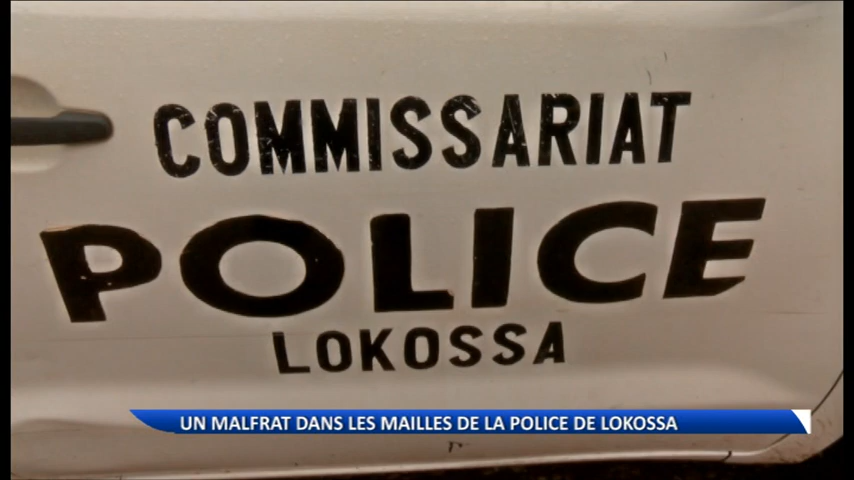 COMMISSARIAT
POLICE
LOKOSSA
UN MALFRAT DANS LES MAILLES DE LA POLICE DE LOKOSSA